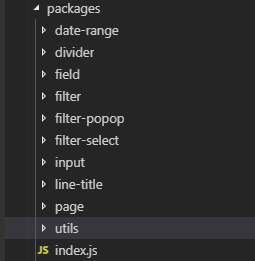 packages
date-range
divider
field
filter
filter-popop
filter-select
input
line-title
page
utils
JS index.js